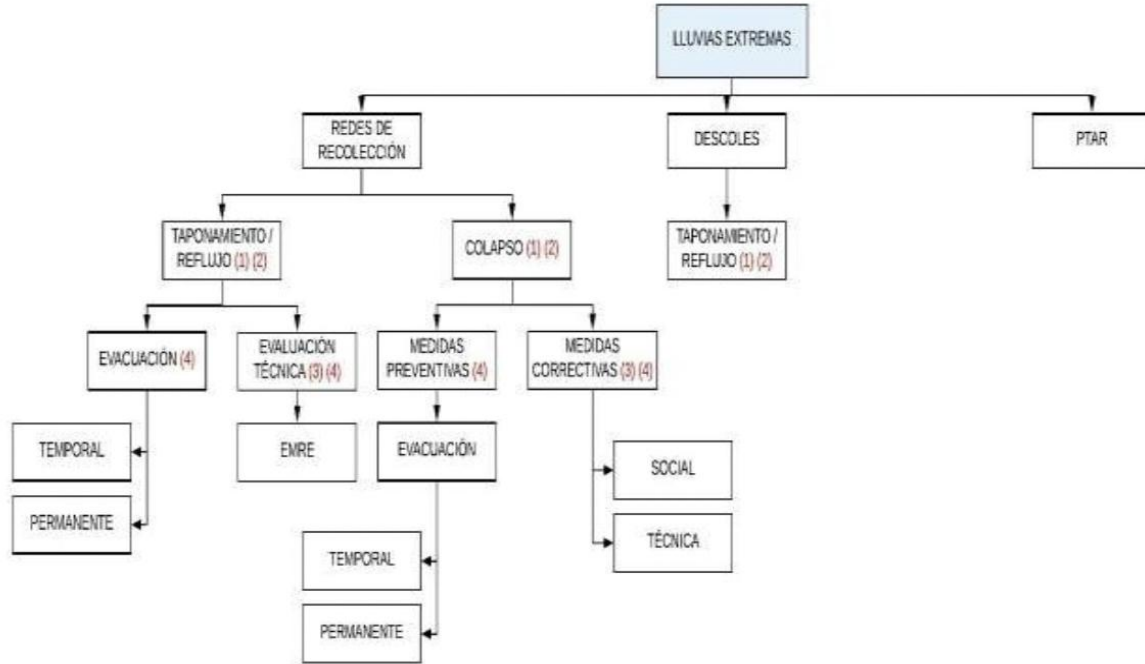 LLUVIAS EXTREMAS
REDES DE
RECOLECCIÓN
DESCOLES
PTAR
TAPONAMIENTO /
REFLUJO (1) (2)
COLAPSO (1) (2)
TAPONAMIENTO /
REFLUJO (1) (2)
EVACUACIÓN (4)
EVALUACIÓN
TÉCNICA (3) (4)
MEDIDAS
PREVENTIVAS (4)
MEDIDAS
CORRECTIVAS (3) (4)
TEMPORAL
EMRE
EVACUACIÓN
SOCIAL
PERMANENTE
TÉCNICA
TEMPORAL
PERMANENTE